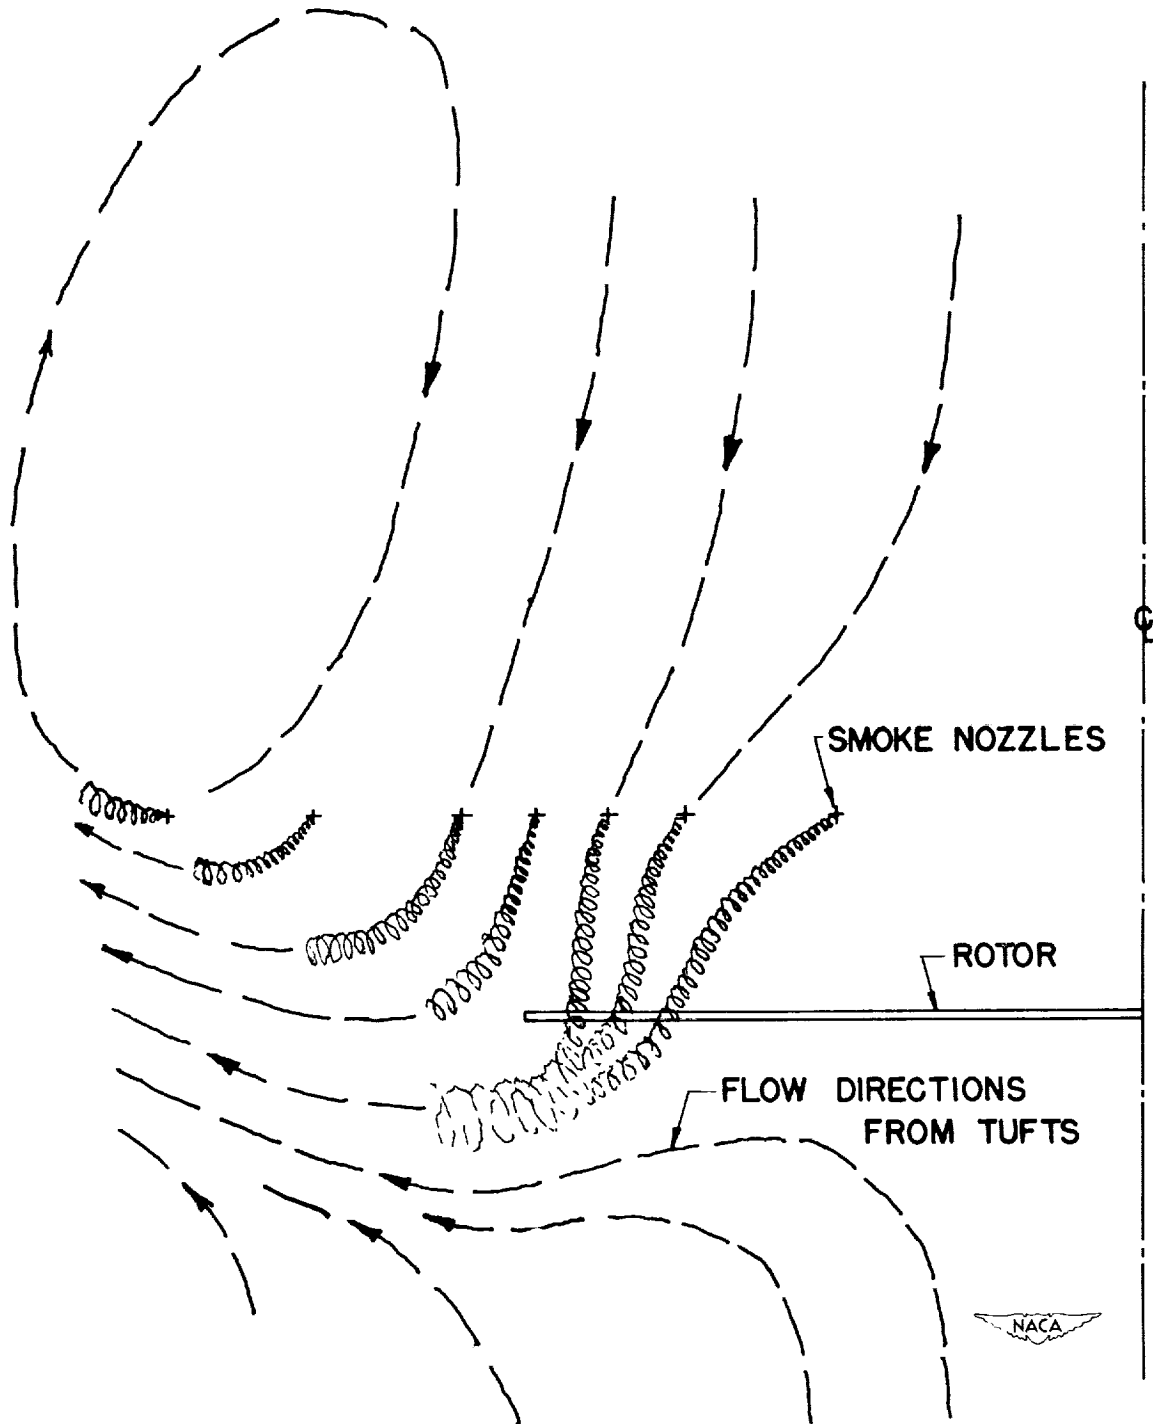 ℄
SMOKE NOZZLES
ROTOR
FLOW DIRECTIONS
FROM TUFTS
NACA